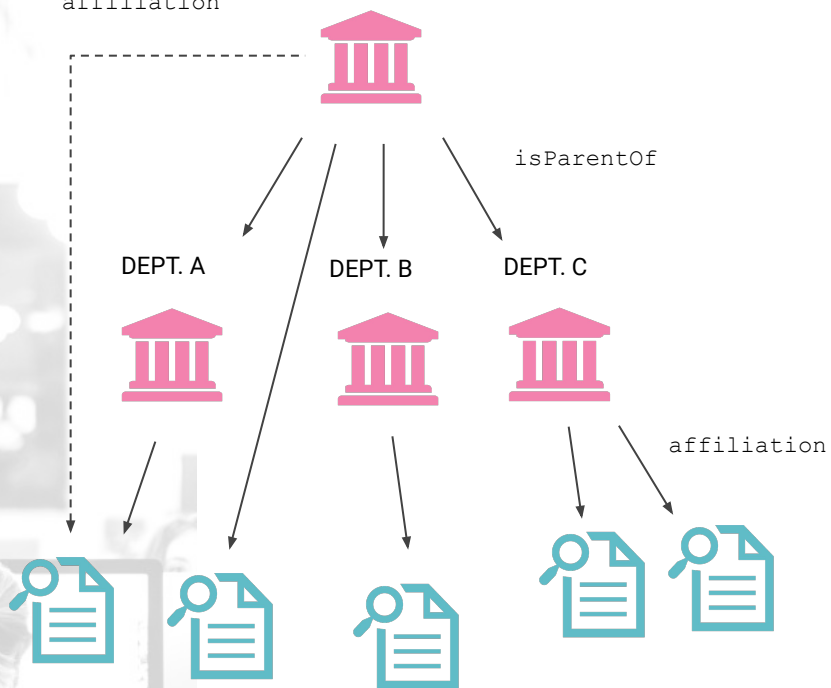 affiliation
isParentOf
DEPT. A
DEPT. B
DEPT. C
affiliation